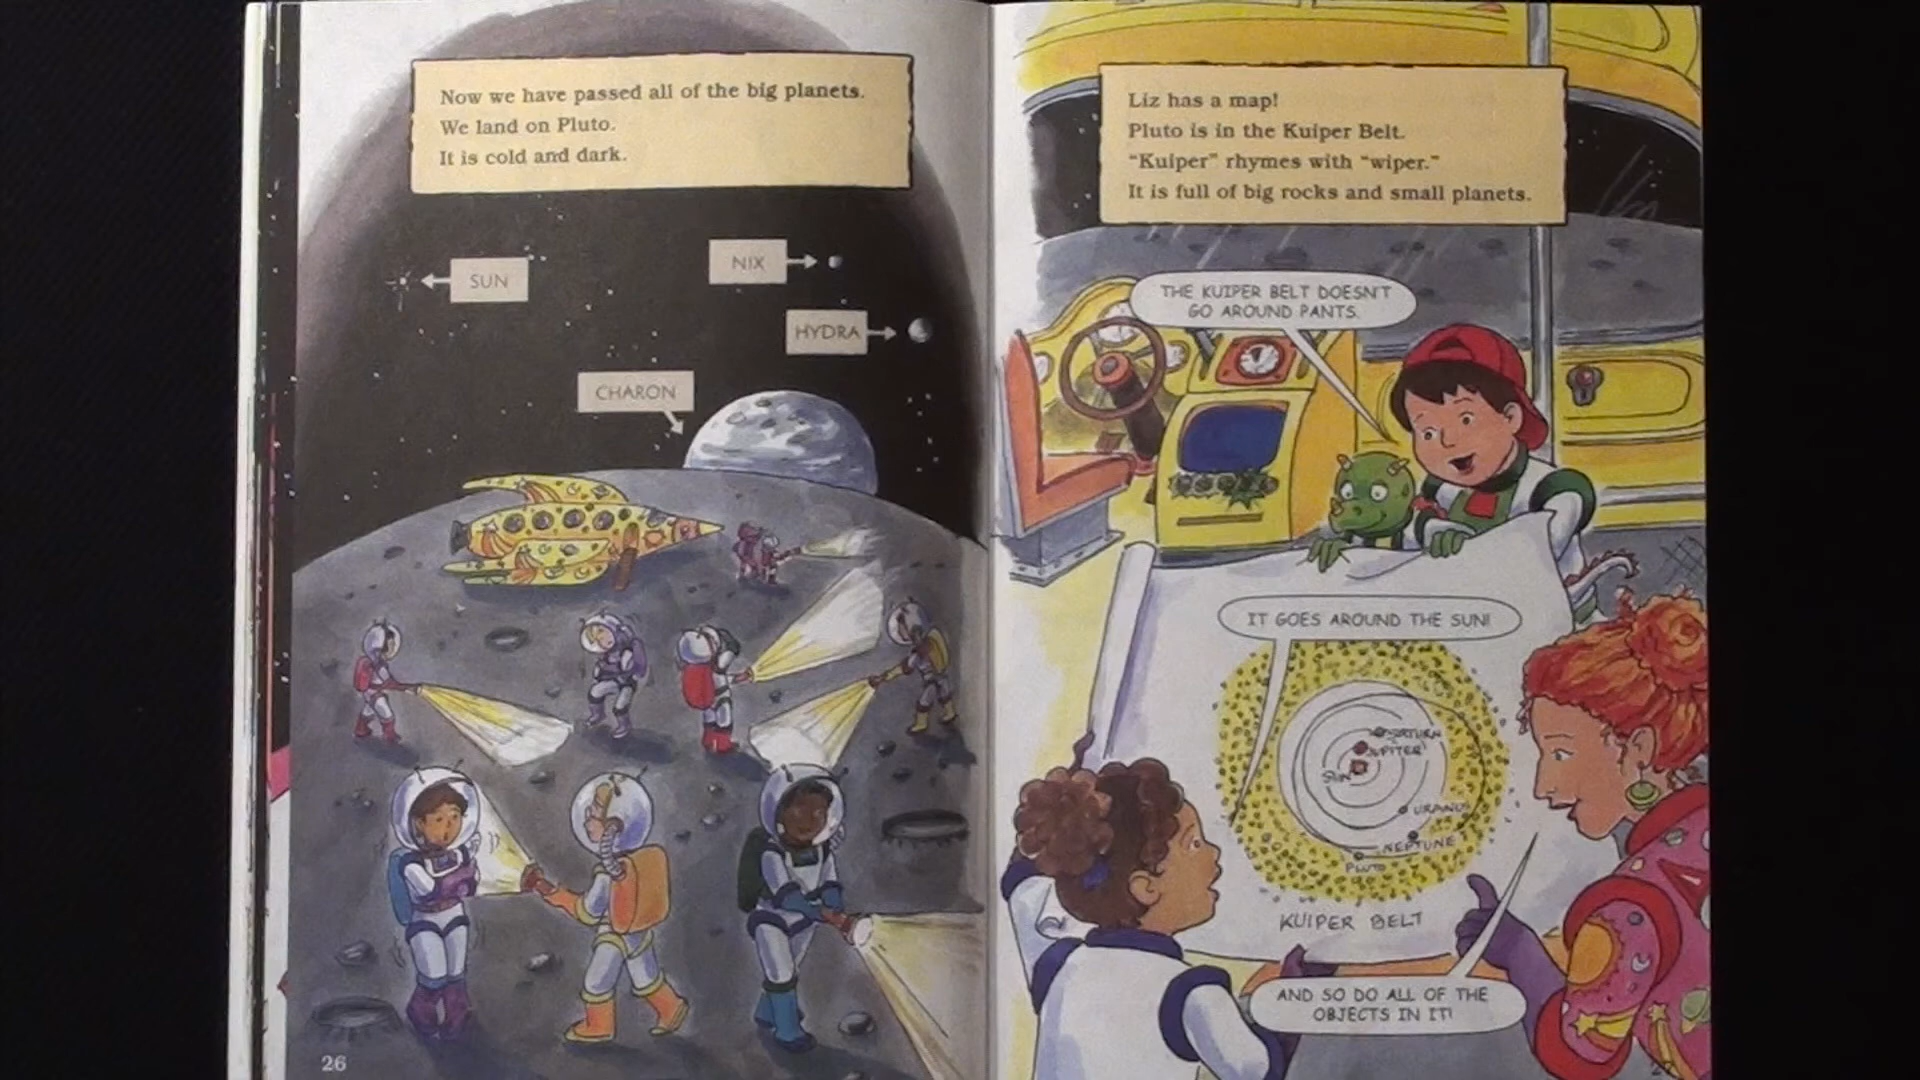 Now we have passed all of the big planets.
We land on Pluto.
It is cold and dark.
SUN
NIX
HYDRA
CHARON
26
Liz has a map!
Pluto is in the Kuiper Belt.
“Kuiper” rhymes with “wiper.”
It is full of big rocks and small planets.
THE KUIPER BELT DOESN'T
GO AROUND PANTS.
IT GOES AROUND THE SUN!
SATURN
JUPITER
SUN
URANUS
NEPTUNE
PLUTO
KUIPER BELT
AND SO DO ALL OF THE
OBJECTS IN IT!